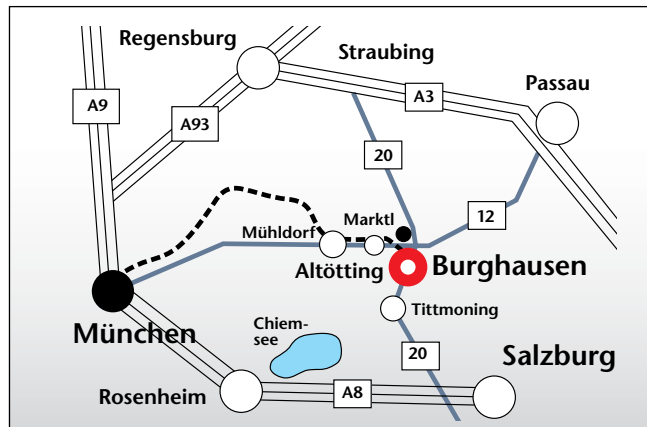 Regensburg
Straubing
Passau
A9
A3
A93
20
12
Mühldorf
Marktl
Altötting
Burghausen
Tittmoning
München
Chiem-
see
20
Salzburg
Rosenheim
A8